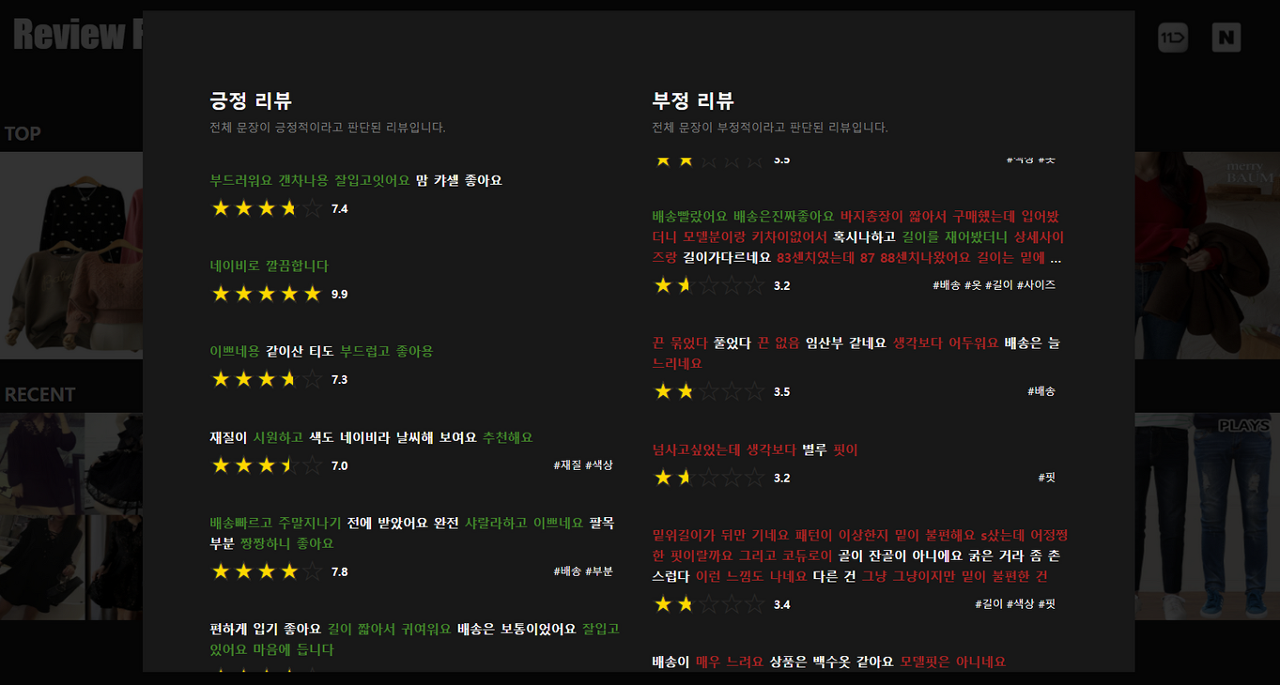 Review F
11
N
TOP
RECENT
merry
BAUM
PLAYS
긍정 리뷰
전체 문장이 긍정적이라고 판단된 리뷰입니다.
부드러워요 갠차나용 잘입고잇어요 맘 캬셀 좋아요
7.4
네이비로 깔끔합니다
9.9
이쁘네용 같이산 티도 부드럽고 좋아용
7.3
재질이 시원하고 색도 네이비라 날씨해 보여요 추천해요
7.0 #재질 #색상
배송빠르고 주말지나기 전에 받았어요 완전 샤랄라하고 이쁘네요 팔목
부분 짱짱하니 좋아요
7.8 #배송 #부분
편하게 입기 좋아요 길이 짧아서 귀여워요 배송은 보통이었어요 잘입고
있어요 마음에 듭니다
부정 리뷰
전체 문장이 부정적이라고 판단된 리뷰입니다.
3.5 #색상 #옷
배송빨랐어요 배송은진짜좋아요 바지총장이 짧아서 구매했는데 입어봤
더니 모델분이랑 키차이없어서 혹시나하고 길이를 재어봤더니 상세사이
즈랑 길이가다르네요 83센치였는데 87 88센치나왔어요 길이는 밑에 ...
3.2 #배송 #옷 #길이 #사이즈
끈 묶었다 풀었다 끈 없음 임산부 같네요 생각보다 어두워요 배송은 늘
느리네요
3.5 #배송
넘사고싶었는데 생각보다 별루 핏이
3.2 #핏
밑위길이가 뒤만 기네요 패턴이 이상한지 밑이 불편해요 s샀는데 어정쩡
한 핏이랄까요 그리고 코듀로이 골이 잔골이 아니에요 굵은 거라 좀 촌
스럽다 이런 느낌도 나네요 다른 건 그냥 그냥이지만 밑이 불편한 건
3.4 #길이 #색상 #핏
배송이 매우 느려요 상품은 백수옷 같아요 모델핏은 아니네요